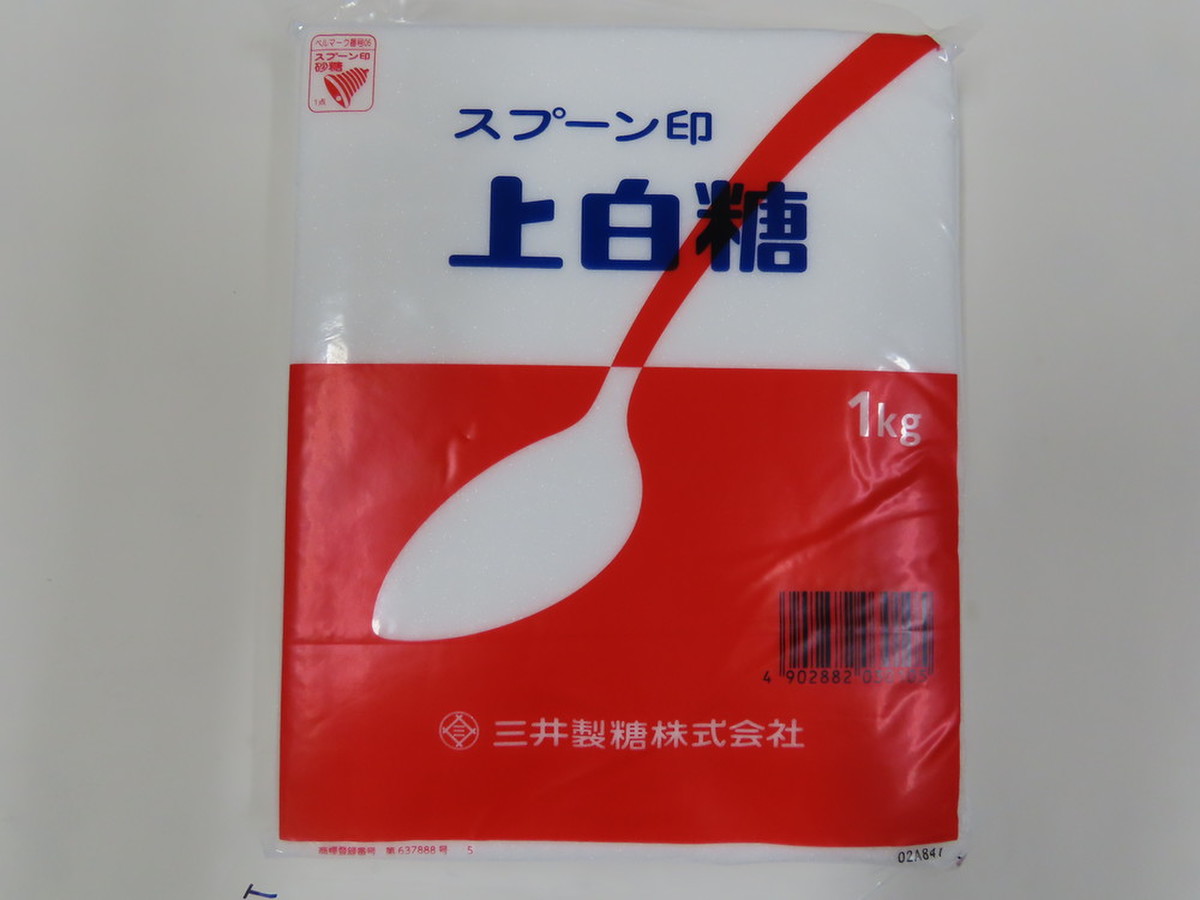 ベルマーク番号06
スプーン印
砂糖
1点
スプーン印
上白糖
1kg
4 902882
三井製糖株式会社
商標登録番号 第637888号 5
02A841